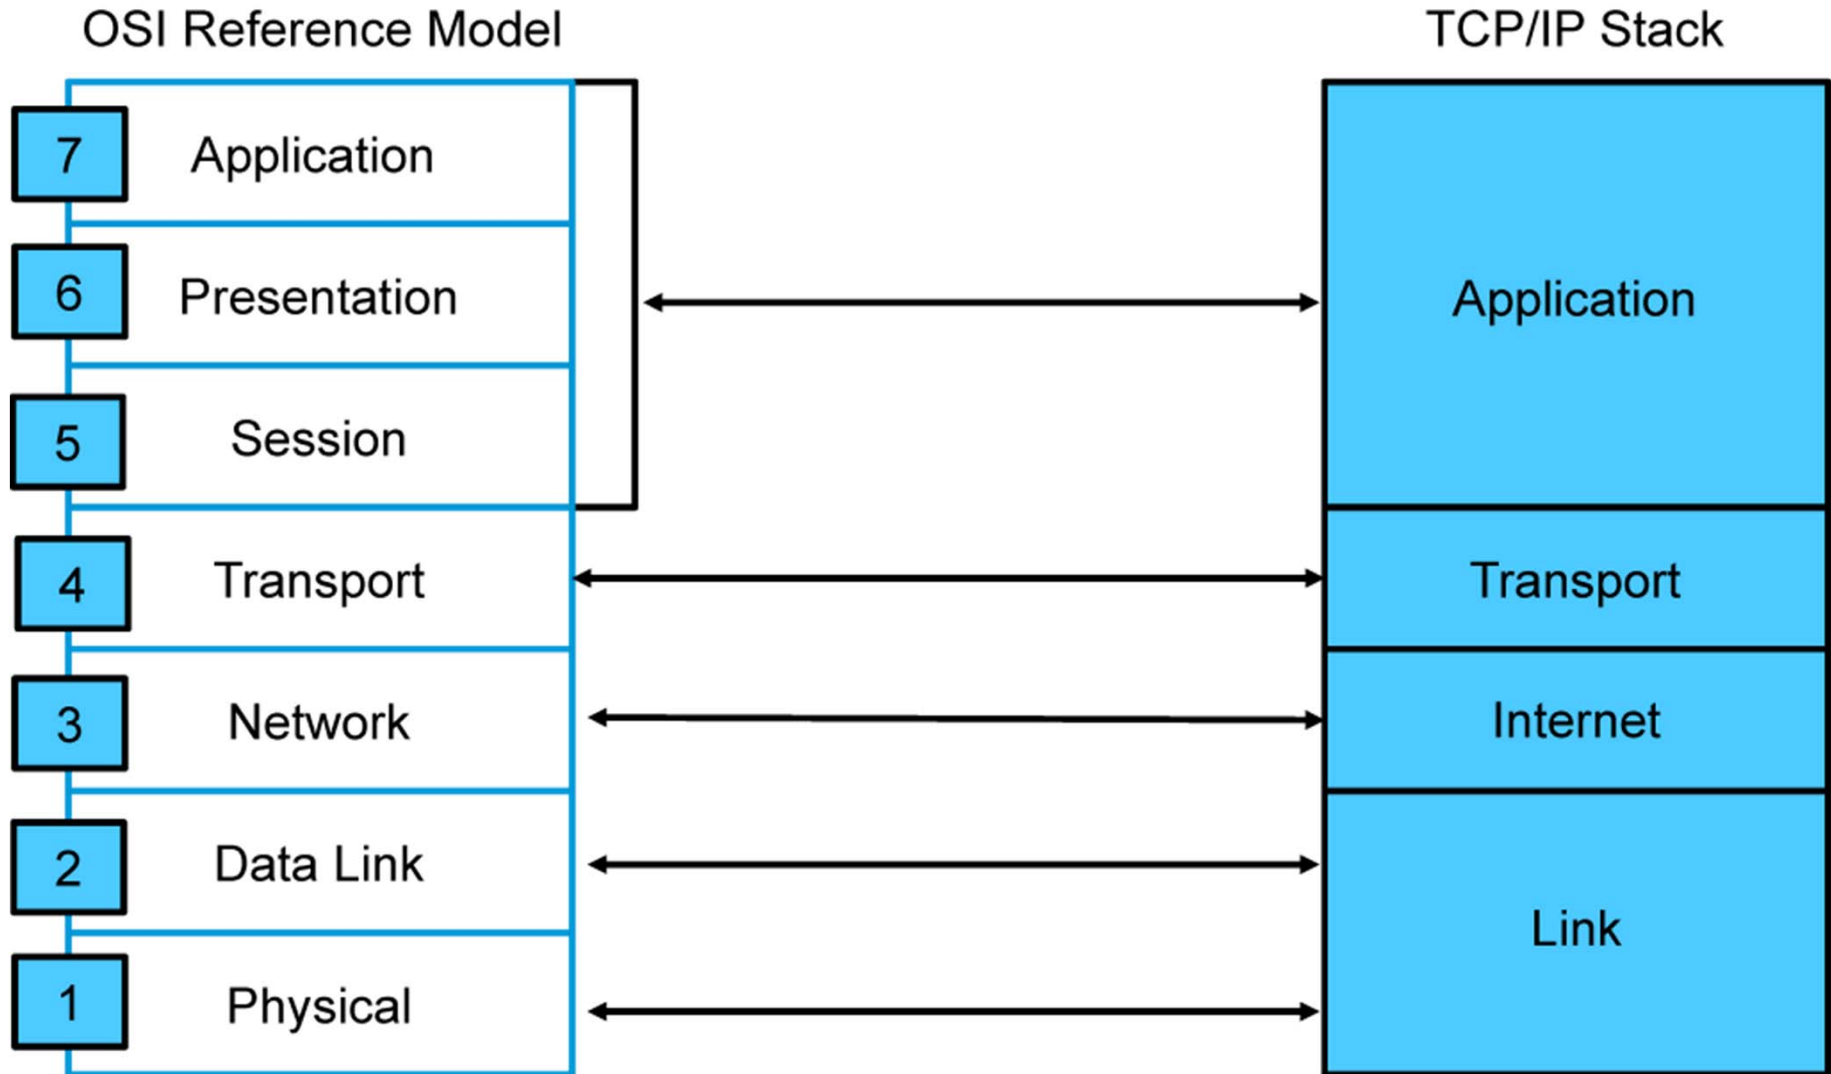 OSI Reference Model
TCP/IP Stack
7
Application
6
Presentation
Application
5
Session
4
Transport
Transport
3
Network
Internet
2
Data Link
Link
1
Physical